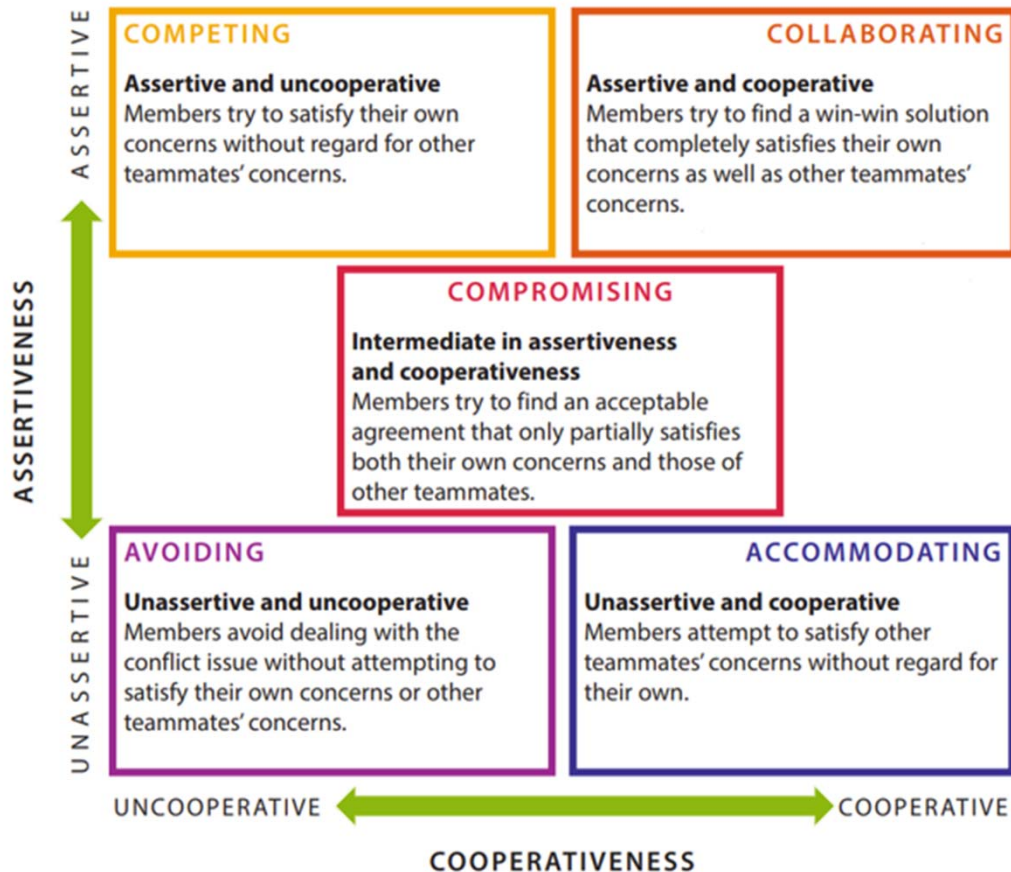 COMPETING
Assertive and uncooperative
Members try to satisfy their own
concerns without regard for other
teammates’ concerns.
COLLABORATING
Assertive and cooperative
Members try to find a win-win solution
that completely satisfies their own
concerns as well as other teammates’
concerns.
COMPROMISING
Intermediate in assertiveness
and cooperativeness
Members try to find an acceptable
agreement that only partially satisfies
both their own concerns and those of
other teammates.
AVOIDING
Unassertive and uncooperative
Members avoid dealing with the
conflict issue without attempting to
satisfy their own concerns or other
teammates’ concerns.
ACCOMMODATING
Unassertive and cooperative
Members attempt to satisfy other
teammates’ concerns without regard for
their own.
ASSERTIVE
ASSERTIVENESS
UNASSERTIVE
UNCOOPERATIVE
COOPERATIVE
COOPERATIVENESS